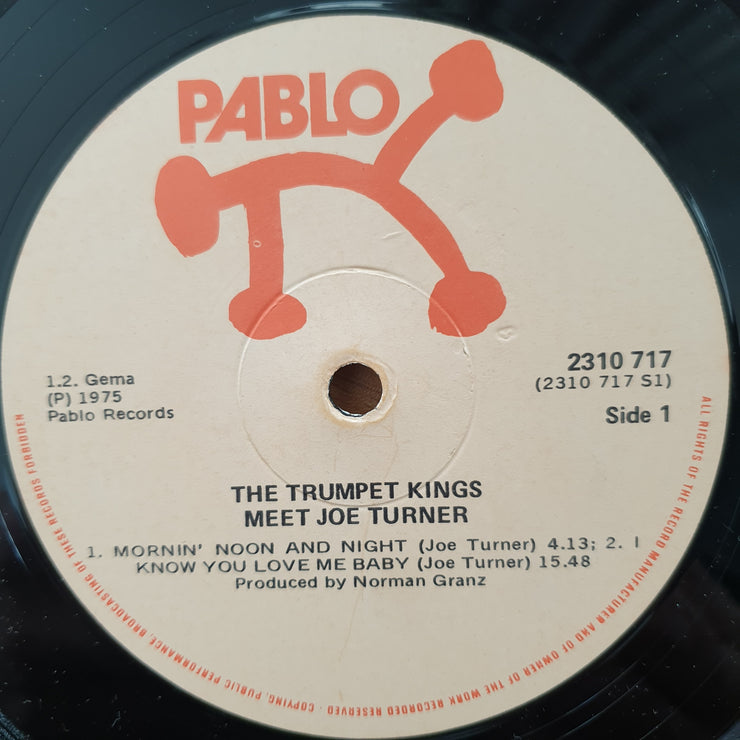 PABLO
1.2. Gema
(P) 1975
Pablo Records
2310 717
(2310 717 S1)
Side 1
THE TRUMPET KINGS
MEET JOE TURNER
1. MORNIN' NOON AND NIGHT (Joe Turner) 4.13; 2. I
KNOW YOU LOVE ME BABY (Joe Turner) 15.48
Produced by Norman Granz
ALL RIGHTS OF THE RECORD MANUFACTURER AND OF OWNER OF THE WORK RECORDED RESERVED · COPYING, PUBLIC PERFORMANCE, BROADCASTING OF THESE RECORDS FORBIDDEN